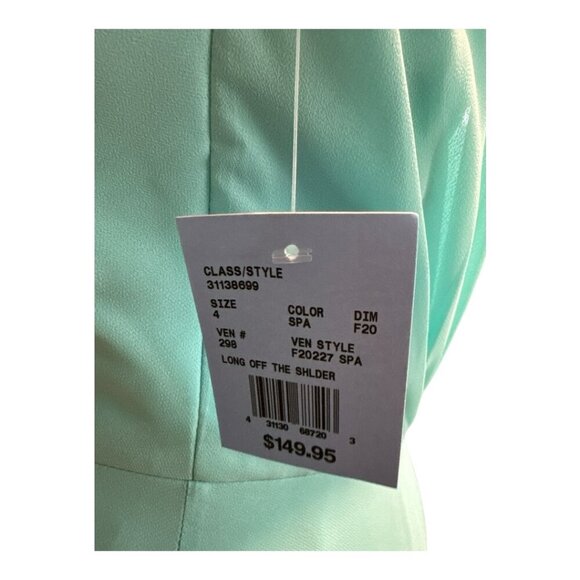 CLASS/STYLE
31138699
SIZE COLOR DIM
4 SPA F20
VEN # VEN STYLE
298 F20227 SPA
LONG OFF THE SHLDER
4 31130 68720 3
$149.95